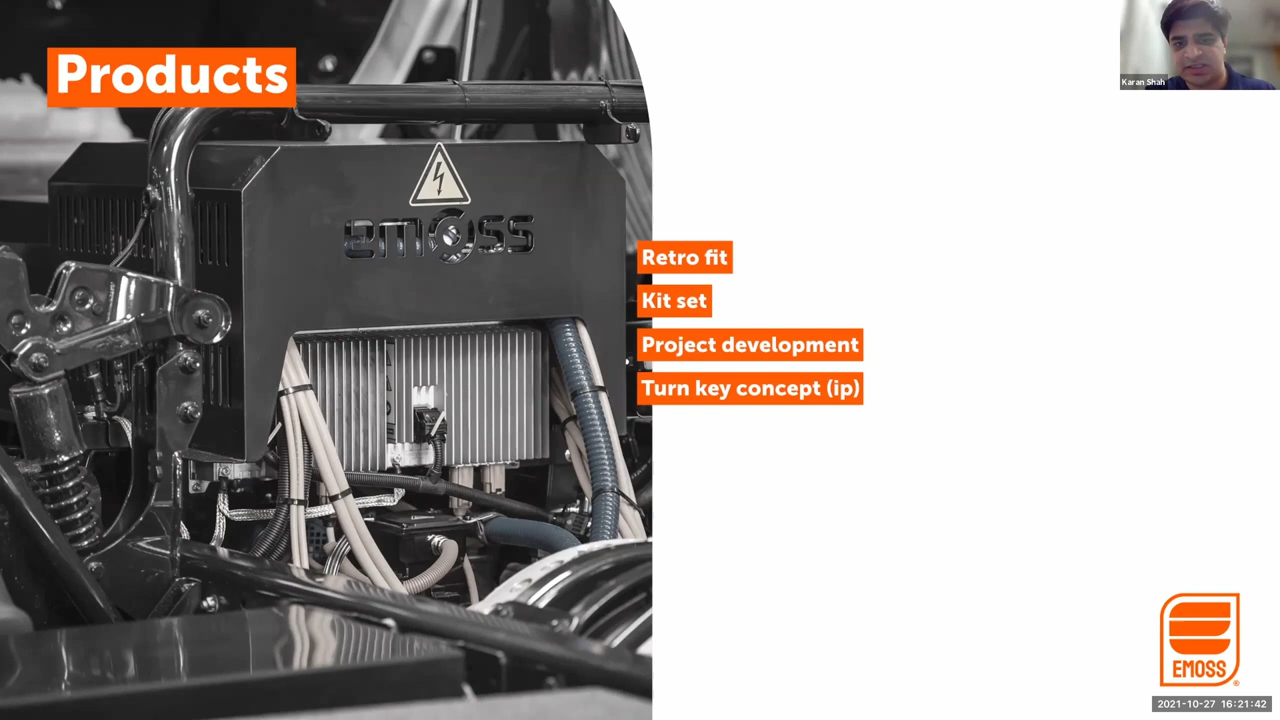 Products
Karan Shah
emoss
Retro fit
Kit set
Project development
Turn key concept (ip)
EMOSS
®
2021-10-27 16:21:42